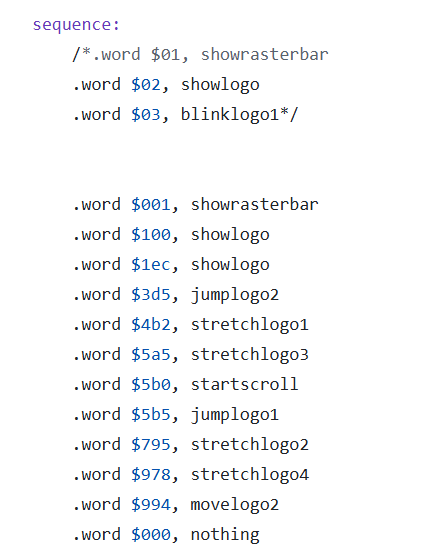 sequence:
/*.word $01, showrasterbar
.word $02, showlogo
.word $03, blinklogo1*/
.word $001, showrasterbar
.word $100, showlogo
.word $1ec, showlogo
.word $3d5, jumplogo2
.word $4b2, stretchlogo1
.word $5a5, stretchlogo3
.word $5b0, startscroll
.word $5b5, jumplogo1
.word $795, stretchlogo2
.word $978, stretchlogo4
.word $994, movelogo2
.word $000, nothing